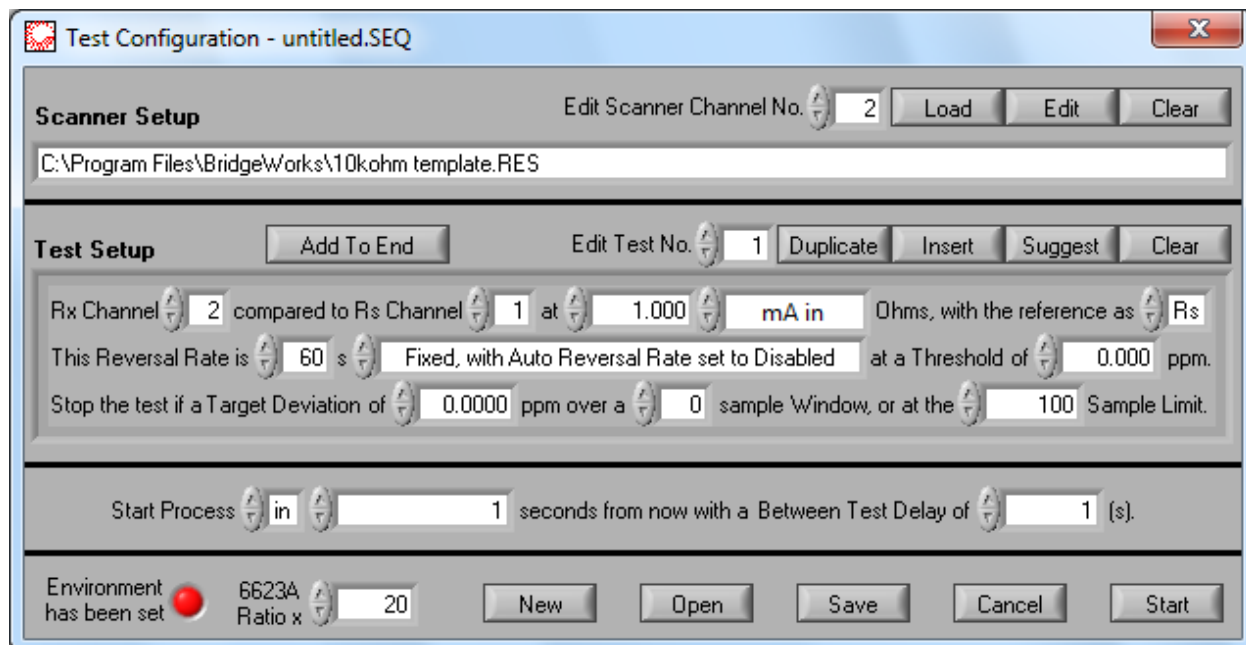 Test Configuration - untitled.SEQ
Scanner Setup
Edit Scanner Channel No. 2 Load Edit Clear
C:\Program Files\BridgeWorks\10kohm template.RES
Test Setup Add To End Edit Test No. 1 Duplicate Insert Suggest Clear
Rx Channel 2 compared to Rs Channel 1 at 1.000 mA in Ohms, with the reference as Rs
This Reversal Rate is 60 s Fixed, with Auto Reversal Rate set to Disabled at a Threshold of 0.000 ppm.
Stop the test if a Target Deviation of 0.0000 ppm over a 0 sample Window, or at the 100 Sample Limit.
Start Process in 1 seconds from now with a Between Test Delay of 1 (s).
Environment
has been set
6623A
Ratio x 20
New Open Save Cancel Start